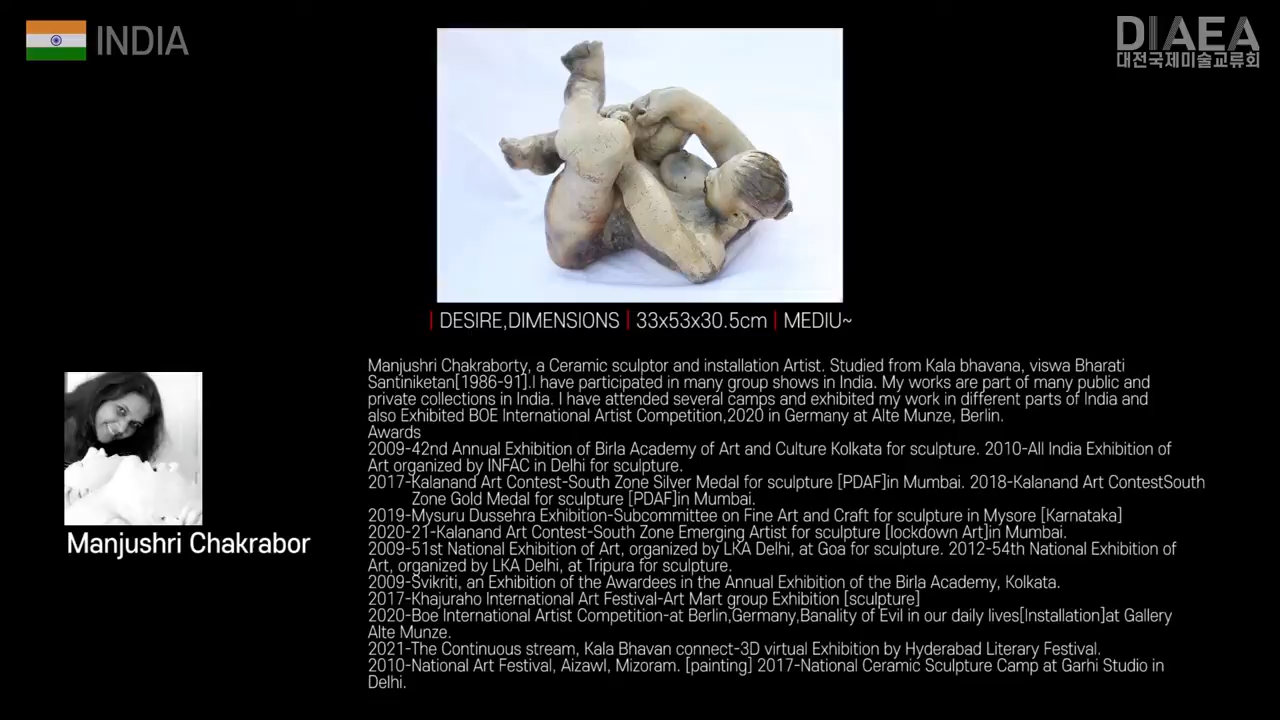 INDIA
DIAEA
대전국제미술교류회
| DESIRE,DIMENSIONS | 33x53x30.5cm | MEDIU~
Manjushri Chakraborty, a Ceramic sculptor and installation Artist. Studied from Kala bhavana, viswa Bharati
Santiniketan[1986-91].I have participated in many group shows in India. My works are part of many public and
private collections in India. I have attended several camps and exhibited my work in different parts of India and
also Exhibited BOE International Artist Competition,2020 in Germany at Alte Munze, Berlin.
Awards
2009-42nd Annual Exhibition of Birla Academy of Art and Culture Kolkata for sculpture. 2010-All India Exhibition of
Art organized by INFAC in Delhi for sculpture.
2017-Kalanand Art Contest-South Zone Silver Medal for sculpture [PDAF]in Mumbai. 2018-Kalanand Art ContestSouth
Zone Gold Medal for sculpture [PDAF]in Mumbai.
2019-Mysuru Dussehra Exhibition-Subcommittee on Fine Art and Craft for sculpture in Mysore [Karnataka]
2020-21-Kalanand Art Contest-South Zone Emerging Artist for sculpture [lockdown Art]in Mumbai.
2009-51st National Exhibition of Art, organized by LKA Delhi, at Goa for sculpture. 2012-54th National Exhibition of
Art, organized by LKA Delhi, at Tripura for sculpture.
2009-Svikriti, an Exhibition of the Awardees in the Annual Exhibition of the Birla Academy, Kolkata.
2017-Khajuraho International Art Festival-Art Mart group Exhibition [sculpture]
2020-Boe International Artist Competition-at Berlin,Germany,Banality of Evil in our daily lives[Installation]at Gallery
Alte Munze.
2021-The Continuous stream, Kala Bhavan connect-3D virtual Exhibition by Hyderabad Literary Festival.
2010-National Art Festival, Aizawl, Mizoram. [painting] 2017-National Ceramic Sculpture Camp at Garhi Studio in
Delhi.
Manjushri Chakrabor